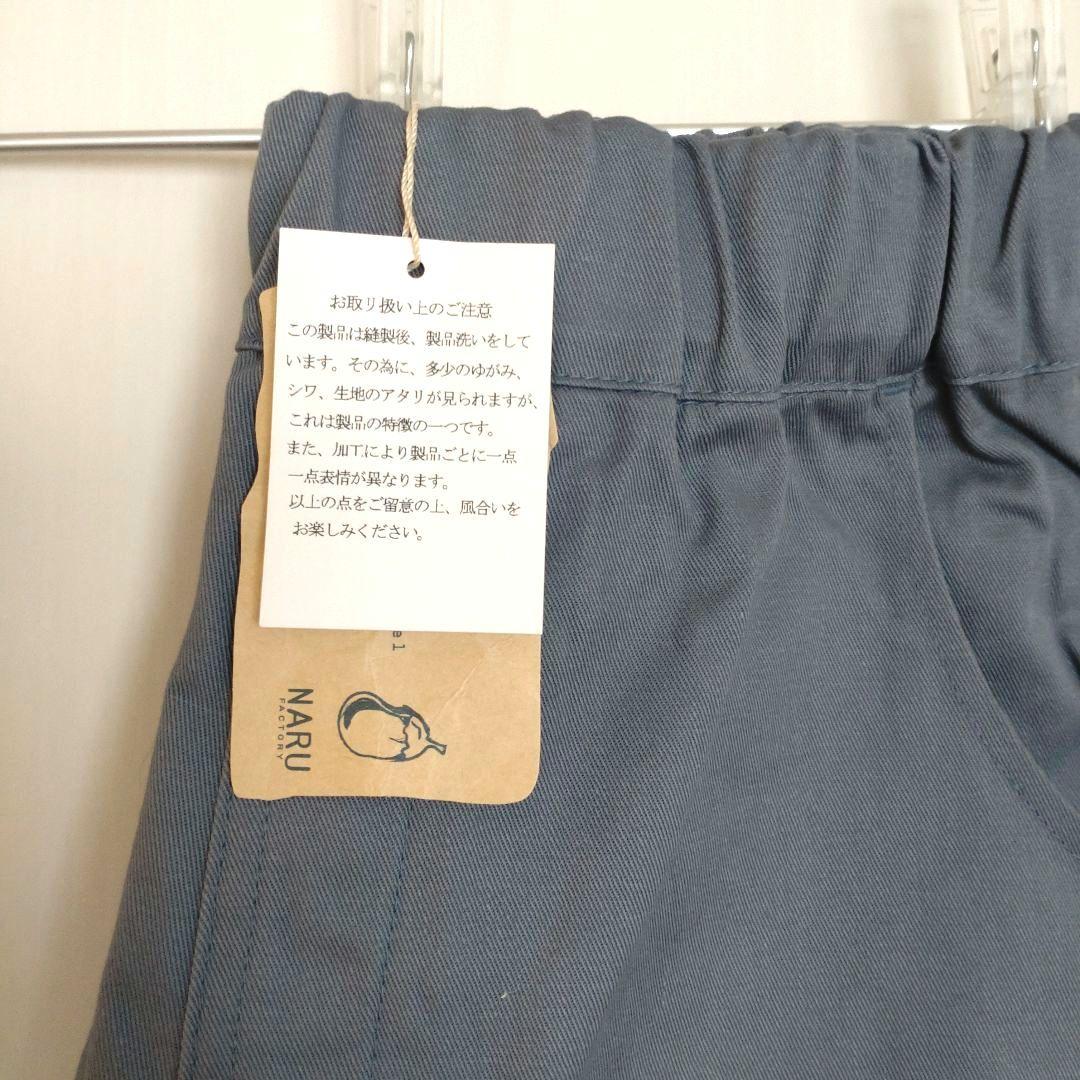 お取り扱い上のご注意
この製品は縫製後、製品洗いをして
います。その為に、多少のゆがみ、
シワ、生地のアタリが見られますが、
これは製品の特徴の一つです。
また、加工により製品ごとに一点
一点表情が異なります。
以上の点をご留意の上、風合いを
お楽しみください。
el
NARU
FACTORY